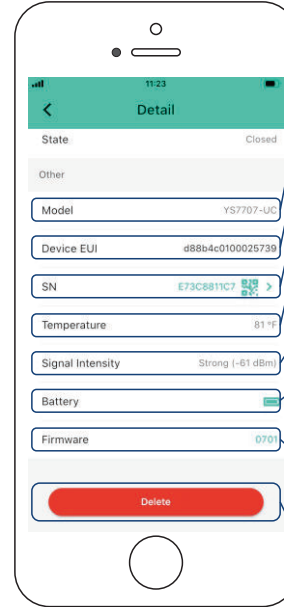 11:23
Detail
State Closed
Other
Model YS7707-UC
Device EUI d88b4c0100025739
SN E73C8811C7
Temperature 81 °F
Signal Intensity Strong (-61 dBm)
Battery
Firmware 0701
Delete